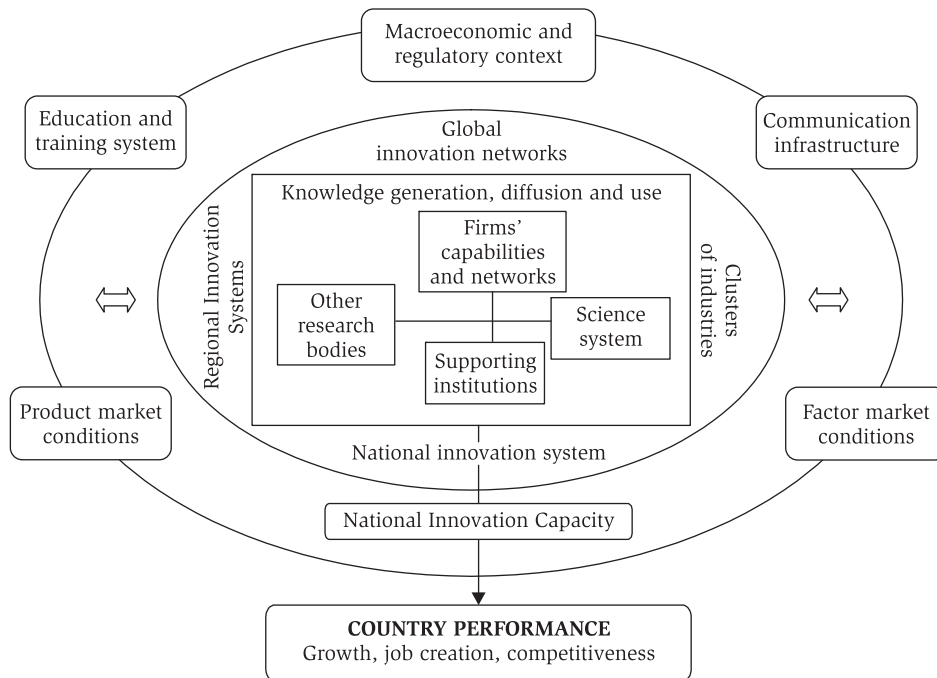 Macroeconomic and
regulatory context
Education and
training system
Communication
infrastructure
Global
innovation networks
Knowledge generation, diffusion and use
Firms’
capabilities
and networks
Regional Innovation
Systems
Clusters
of industries
Other
research
bodies
Science
system
Supporting
institutions
Product market
conditions
Factor market
conditions
National innovation system
National Innovation Capacity
COUNTRY PERFORMANCE
Growth, job creation, competitiveness